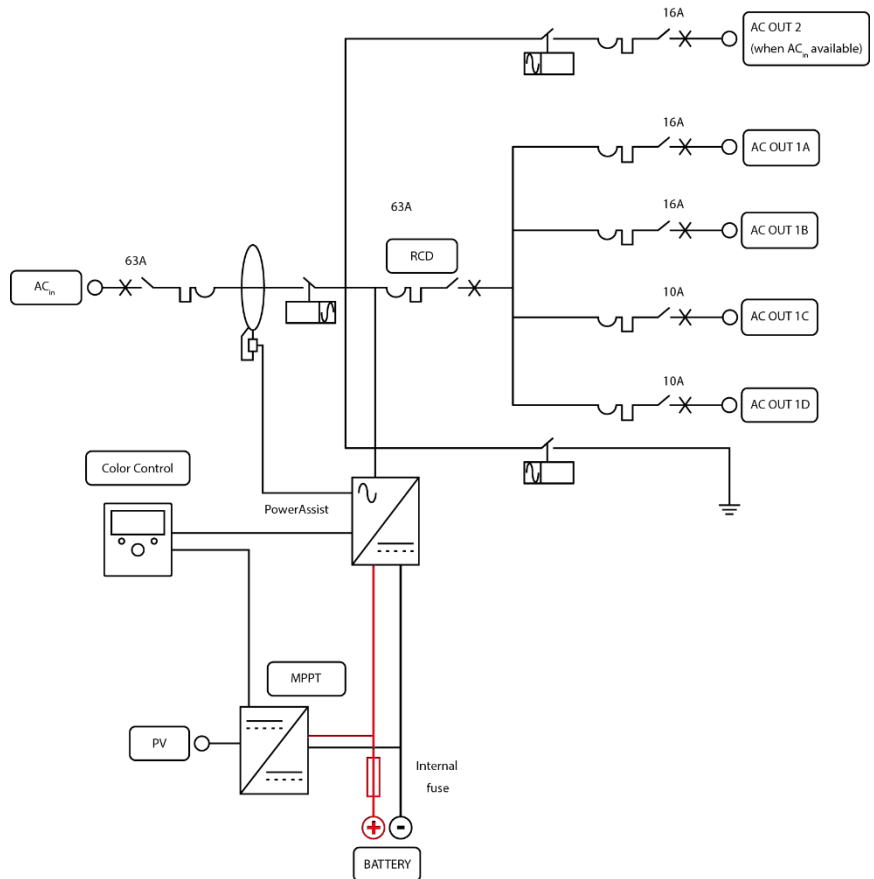 16A
AC OUT 2
(when ACin available)
16A
AC OUT 1A
63A
16A
AC OUT 1B
RCD
63A
ACin
10A
AC OUT 1C
10A
AC OUT 1D
Color Control
PowerAssist
MPPT
PV
Internal
fuse
+
-
BATTERY